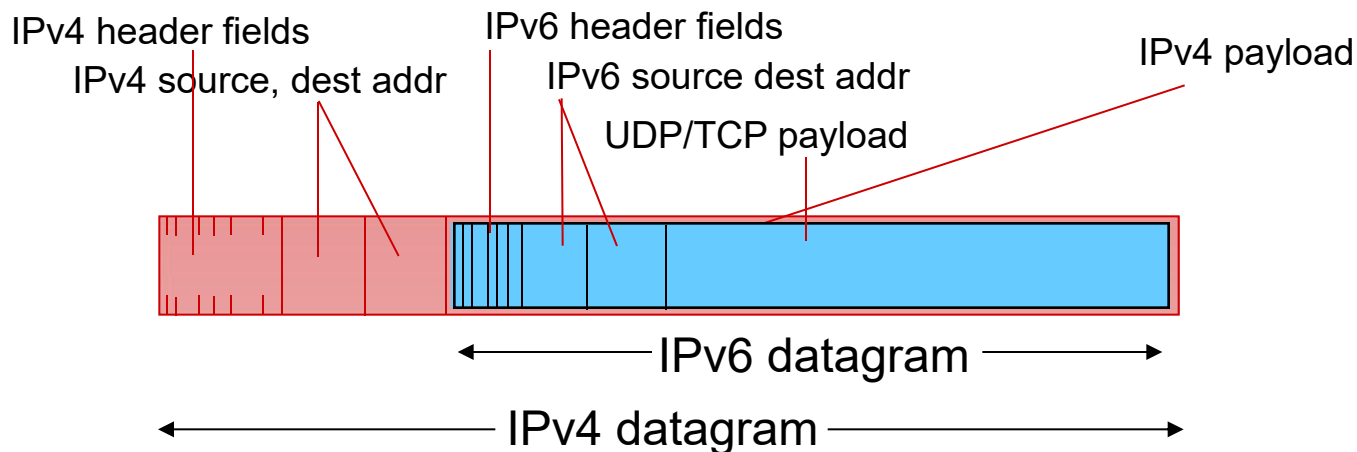 IPv4 header fields
IPv6 header fields
IPv4 payload
IPv4 source, dest addr
IPv6 source dest addr
UDP/TCP payload
IPv6 datagram
IPv4 datagram